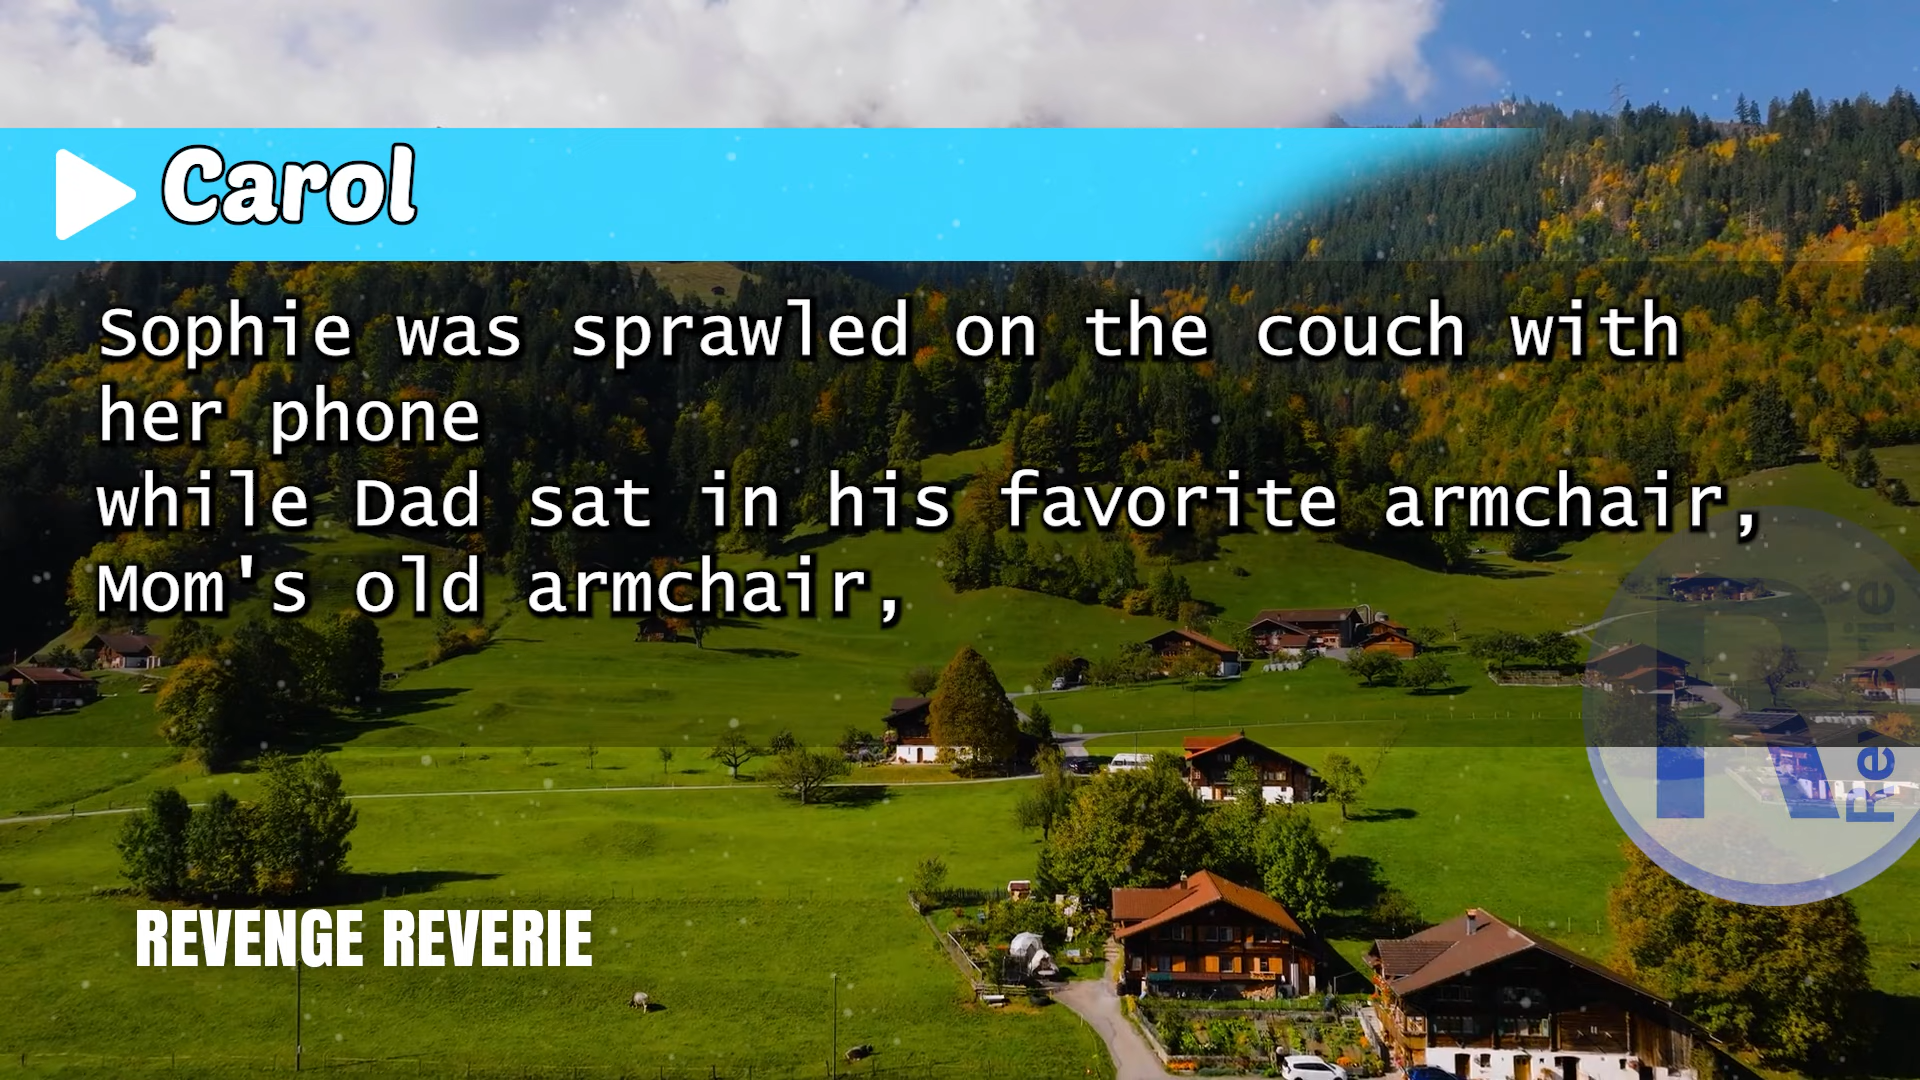 Carol
Sophie was sprawled on the couch with
her phone
while Dad sat in his favorite armchair,
Mom's old armchair,
R
Reverie
REVENGE REVERIE